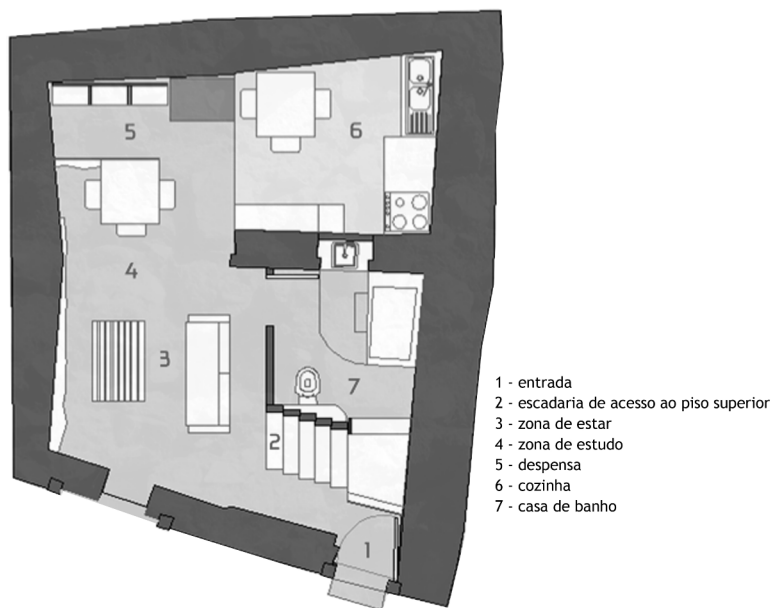 5
6
4
3
7
2
1
1 - entrada
2 - escadaria de acesso ao piso superior
3 - zona de estar
4 - zona de estudo
5 - despensa
6 - cozinha
7 - casa de banho